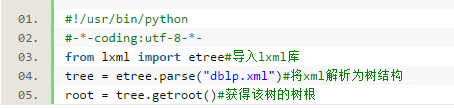 01. #!/usr/bin/python
02. #-*-coding:utf-8-*-
03. from lxml import etree#导入lxml库
04. tree = etree.parse("dblp.xml")#将xml解析为树结构
05. root = tree.getroot()#获得该树的树根